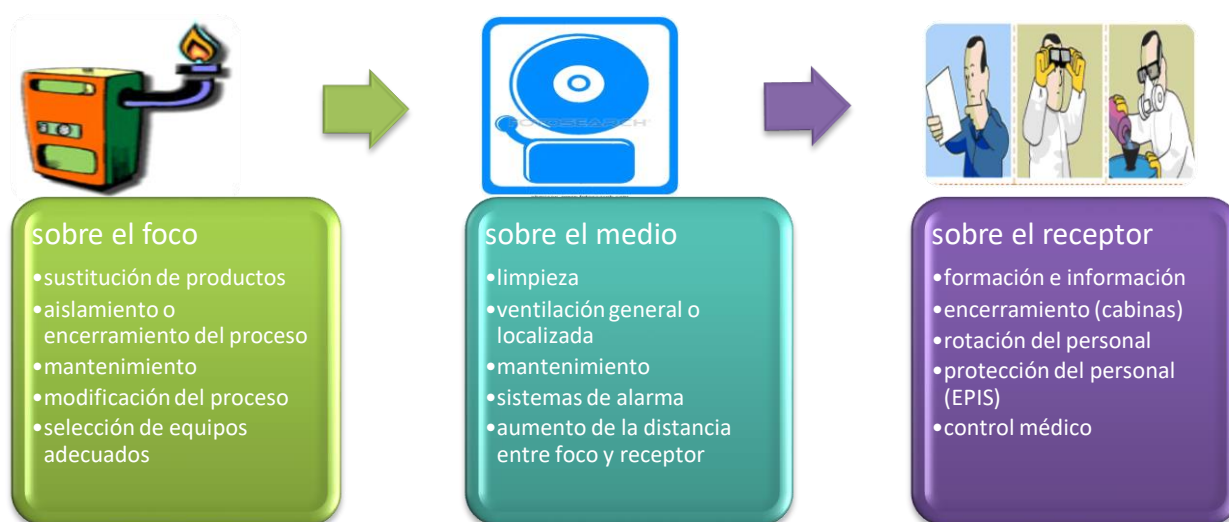 FOTOSEARCH
sobre el foco
•sustitución de productos
•aislamiento o
encerramiento del proceso
•mantenimiento
•modificación del proceso
•selección de equipos
adecuados
sobre el medio
•limpieza
•ventilación general o
localizada
•mantenimiento
•sistemas de alarma
•aumento de la distancia
entre foco y receptor
sobre el receptor
•formación e información
•encerramiento (cabinas)
•rotación del personal
•protección del personal
(EPIS)
•control médico